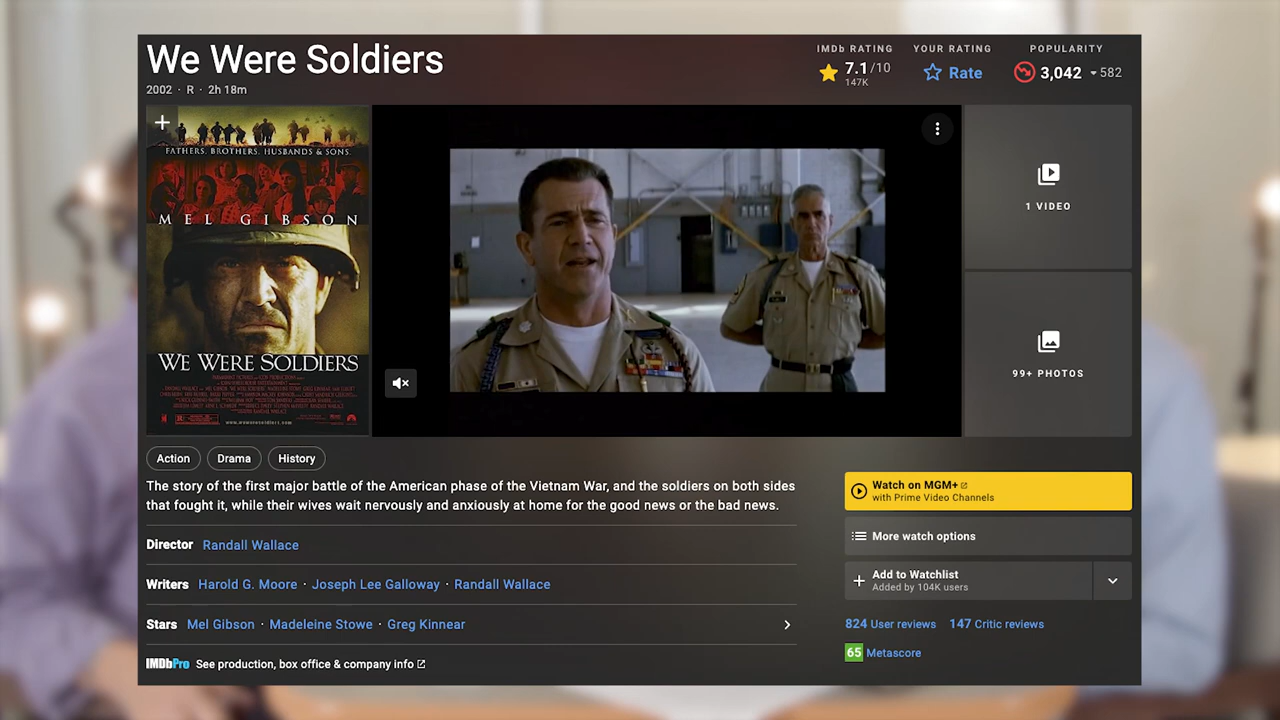 We Were Soldiers
2002 · R · 2h 18m
IMDb RATING
7.1/10
147K
YOUR RATING
Rate
POPULARITY
3,042
582
FATHERS, BROTHERS, HUSBANDS & SONS
MEL GIBSON
WE WERE SOLDIERS
www.weweresoldiers.com
1 VIDEO
99+ PHOTOS
Action
Drama
History
The story of the first major battle of the American phase of the Vietnam War, and the soldiers on both sides
that fought it, while their wives wait nervously and anxiously at home for the good news or the bad news.
Director Randall Wallace
Writers Harold G. Moore · Joseph Lee Galloway · Randall Wallace
Stars Mel Gibson · Madeleine Stowe · Greg Kinnear
IMDbPro See production, box office & company info
Watch on MGM+
with Prime Video Channels
More watch options
Add to Watchlist
Added by 104K users
824 User reviews 147 Critic reviews
65 Metascore